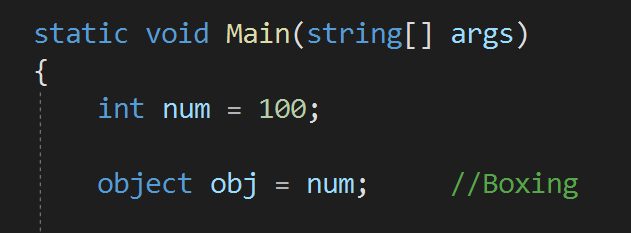 static void Main(string[] args)
{
int num = 100;
object obj = num; //Boxing